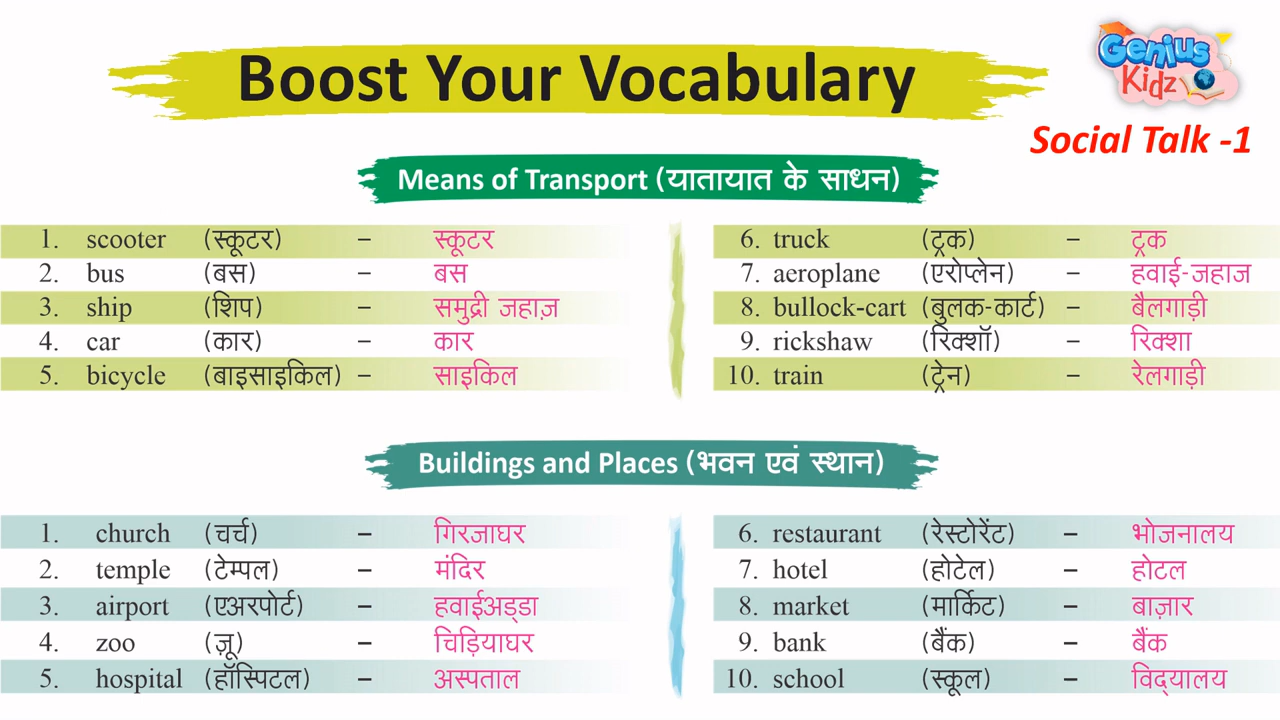 Boost Your Vocabulary
Genius
Kidz
Social Talk -1
Means of Transport (यातायात के साधन)
1. scooter (स्कूटर) – स्कूटर
2. bus (बस) – बस
3. ship (शिप) – समुद्री जहाज़
4. car (कार) – कार
5. bicycle (बाइसाइकिल) – साइकिल
6. truck (ट्रक) – ट्रक
7. aeroplane (एरोप्लेन) – हवाई-जहाज
8. bullock-cart (बुलक-कार्ट) – बैलगाड़ी
9. rickshaw (रिक्शॉ) – रिक्शा
10. train (ट्रेन) – रेलगाड़ी
Buildings and Places (भवन एवं स्थान)
1. church (चर्च) – गिरजाघर
2. temple (टेम्पल) – मंदिर
3. airport (एअरपोर्ट) – हवाईअड्डा
4. zoo (ज़ू) – चिड़ियाघर
5. hospital (हॉस्पिटल) – अस्पताल
6. restaurant (रेस्टोरेंट) – भोजनालय
7. hotel (होटेल) – होटल
8. market (मार्किट) – बाज़ार
9. bank (बैंक) – बैंक
10. school (स्कूल) – विद्यालय